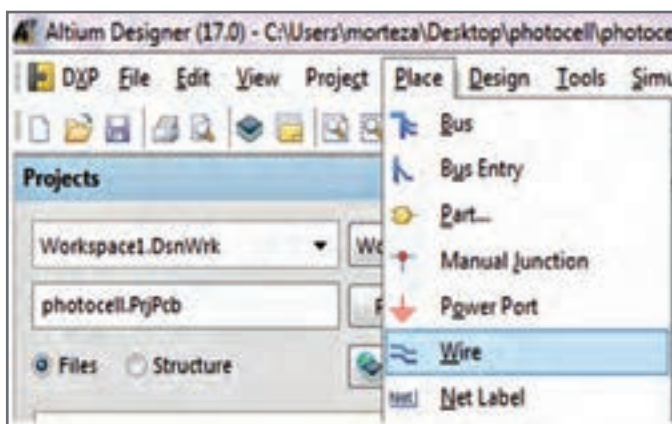 Altium Designer (17.0) - C:\Users\morteza\Desktop\photocell\photoce
DXP File Edit View Project Place Design Tools Simu
Projects
Workspace1.DsnWrk
photocell.PrjPcb
Files Structure
Bus
Bus Entry
Part...
Manual Junction
Power Port
Wire
Net Label